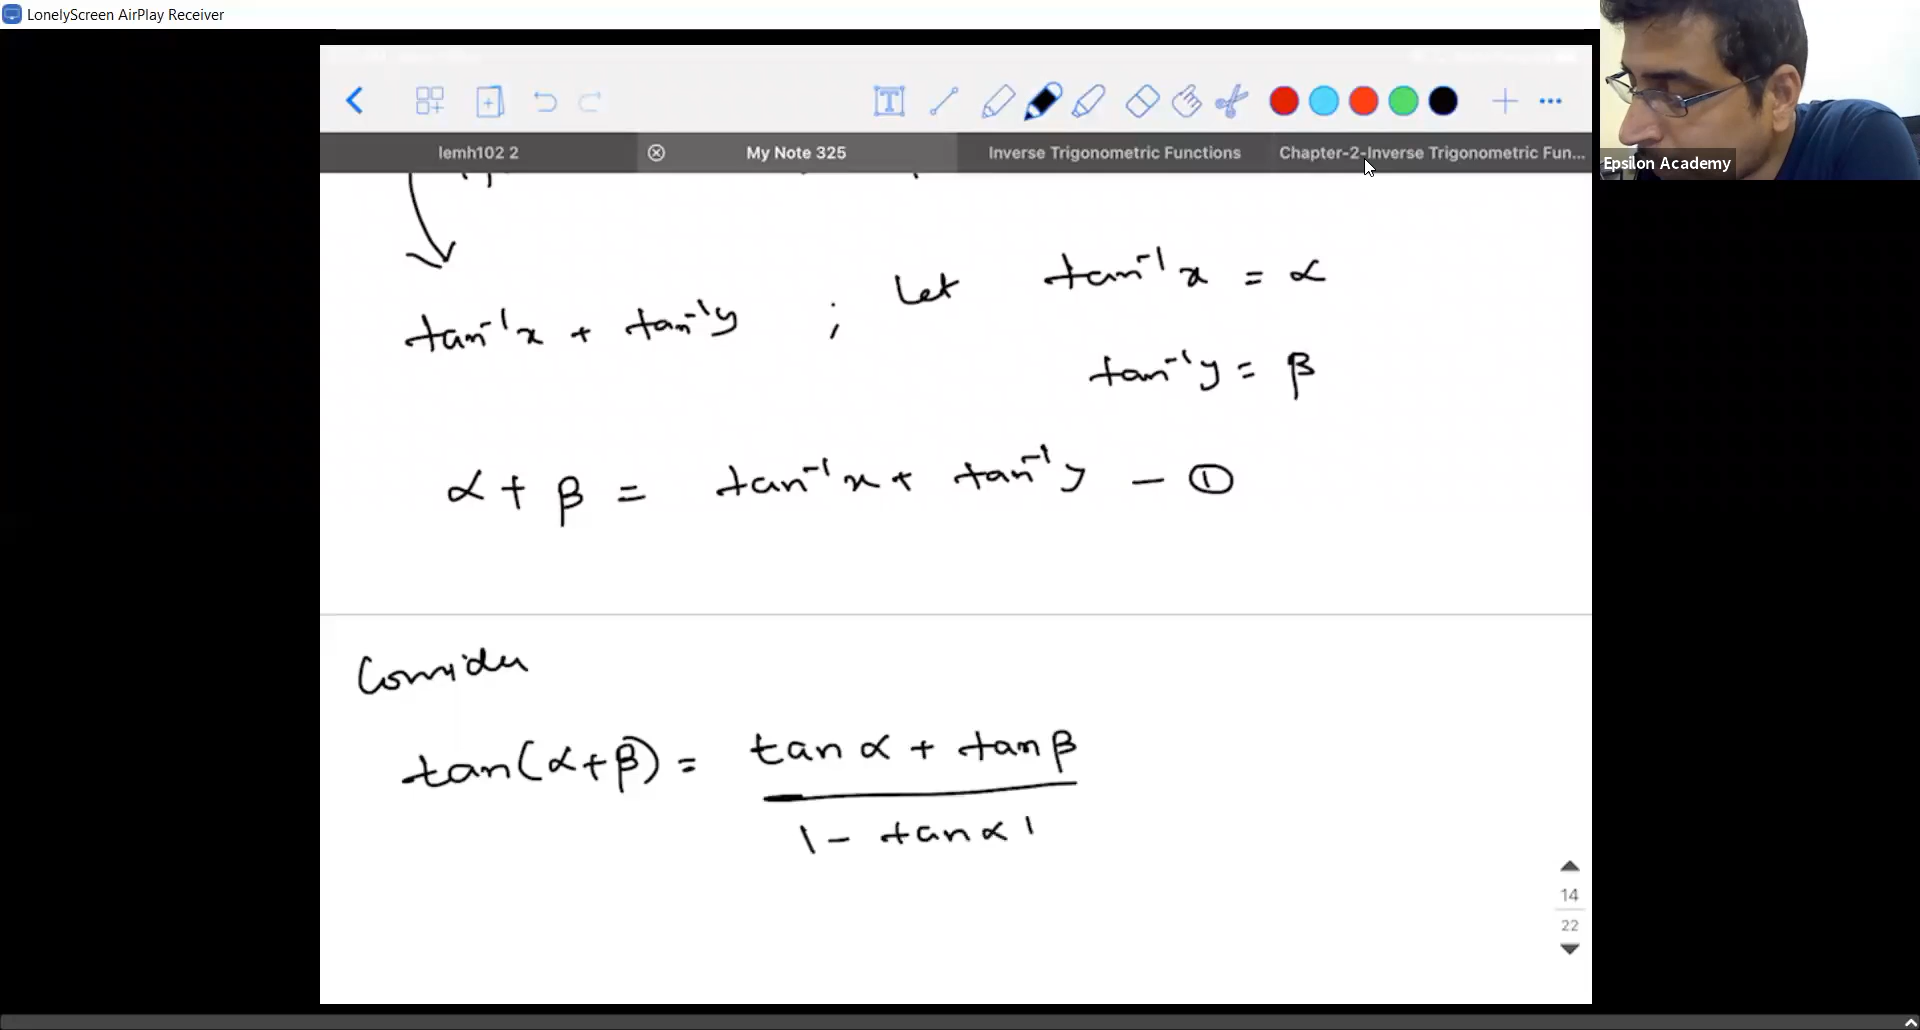 LonelyScreen AirPlay Receiver
Epsilon Academy
lemh102 2
My Note 325
Inverse Trigonometric Functions
Chapter-2-Inverse Trigonometric Fun...
tan⁻¹x + tan⁻¹y ; Let tan⁻¹x = α
tan⁻¹y = β
α + β = tan⁻¹x + tan⁻¹y — ①
Consider
tan(α+β) = tan α + tan β
1 - tan α
14
22